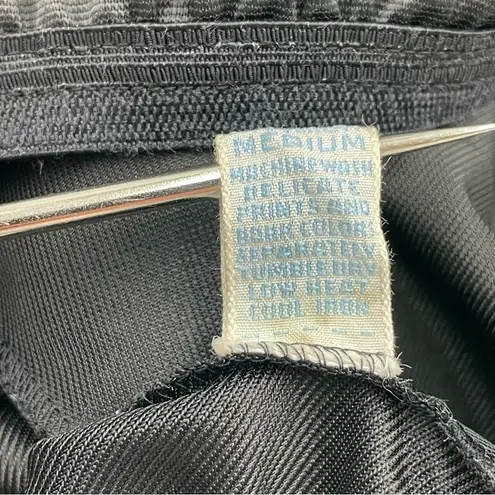 MEDIUM
MACHINE WASH
DELICATE
PRINTS AND
DARK COLORS
SEPARATELY
TUMBLE DRY
LOW HEAT
COOL IRON